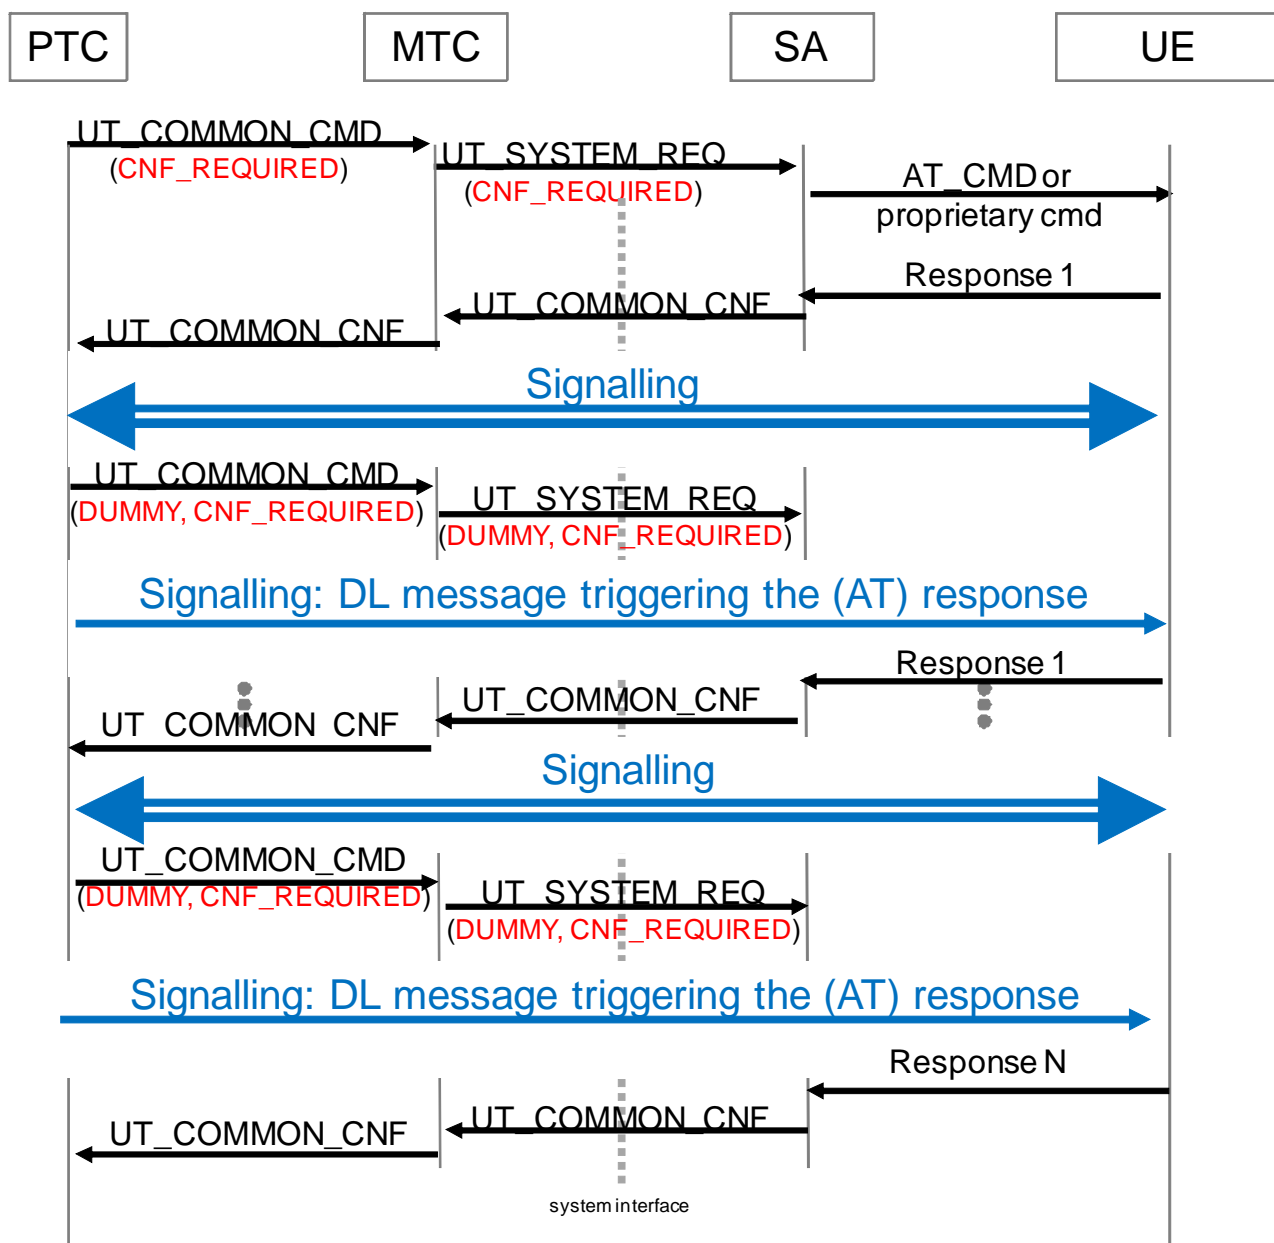 PTC
MTC
SA
UE
UT_COMMON_CMD
(CNF_REQUIRED)
UT_SYSTEM_REQ
(CNF_REQUIRED)
AT_CMD or
proprietary cmd
Response 1
UT_COMMON_CNF
UT_COMMON_CNF
Signalling
UT_COMMON_CMD
(DUMMY, CNF_REQUIRED)
UT_SYSTEM_REQ
(DUMMY, CNF_REQUIRED)
Signalling: DL message triggering the (AT) response
Response 1
UT_COMMON_CNF
UT_COMMON_CNF
Signalling
UT_COMMON_CMD
(DUMMY, CNF_REQUIRED)
UT_SYSTEM_REQ
(DUMMY, CNF_REQUIRED)
Signalling: DL message triggering the (AT) response
Response N
UT_COMMON_CNF
UT_COMMON_CNF
system interface